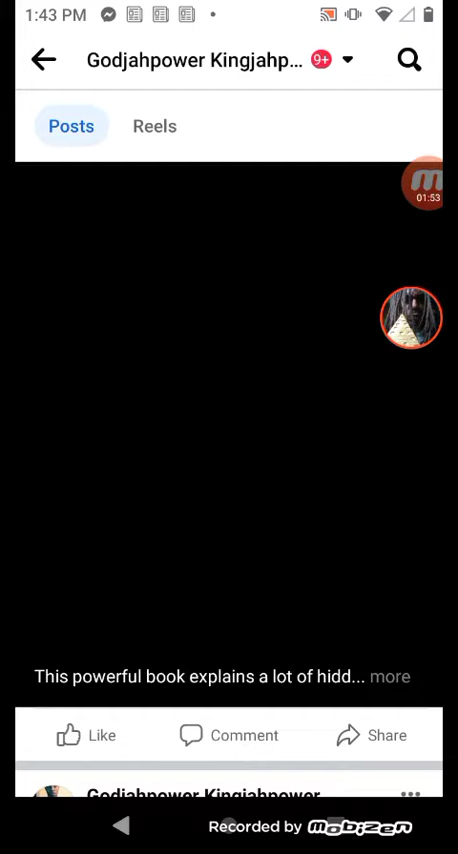 1:43 PM
Godjahpower Kingjahp... 9+
Posts Reels
01:53
This powerful book explains a lot of hidd... more
Like Comment Share
Godjahpower Kingjahpower
Recorded by mobizen